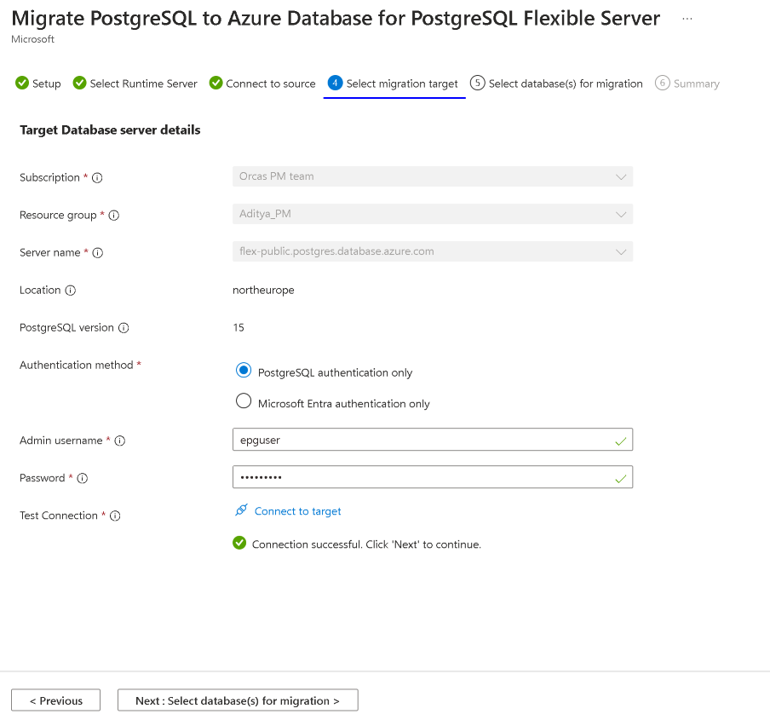 Migrate PostgreSQL to Azure Database for PostgreSQL Flexible Server ...
Microsoft
Setup Select Runtime Server Connect to source 4 Select migration target 5 Select database(s) for migration 6 Summary
Target Database server details
Subscription * Orcas PM team
Resource group * Aditya_PM
Server name * flex-public.postgres.database.azure.com
Location northeurope
PostgreSQL version 15
Authentication method * PostgreSQL authentication only
Microsoft Entra authentication only
Admin username * epguser
Password * •••••••••
Test Connection * Connect to target
Connection successful. Click 'Next' to continue.
< Previous Next : Select database(s) for migration >